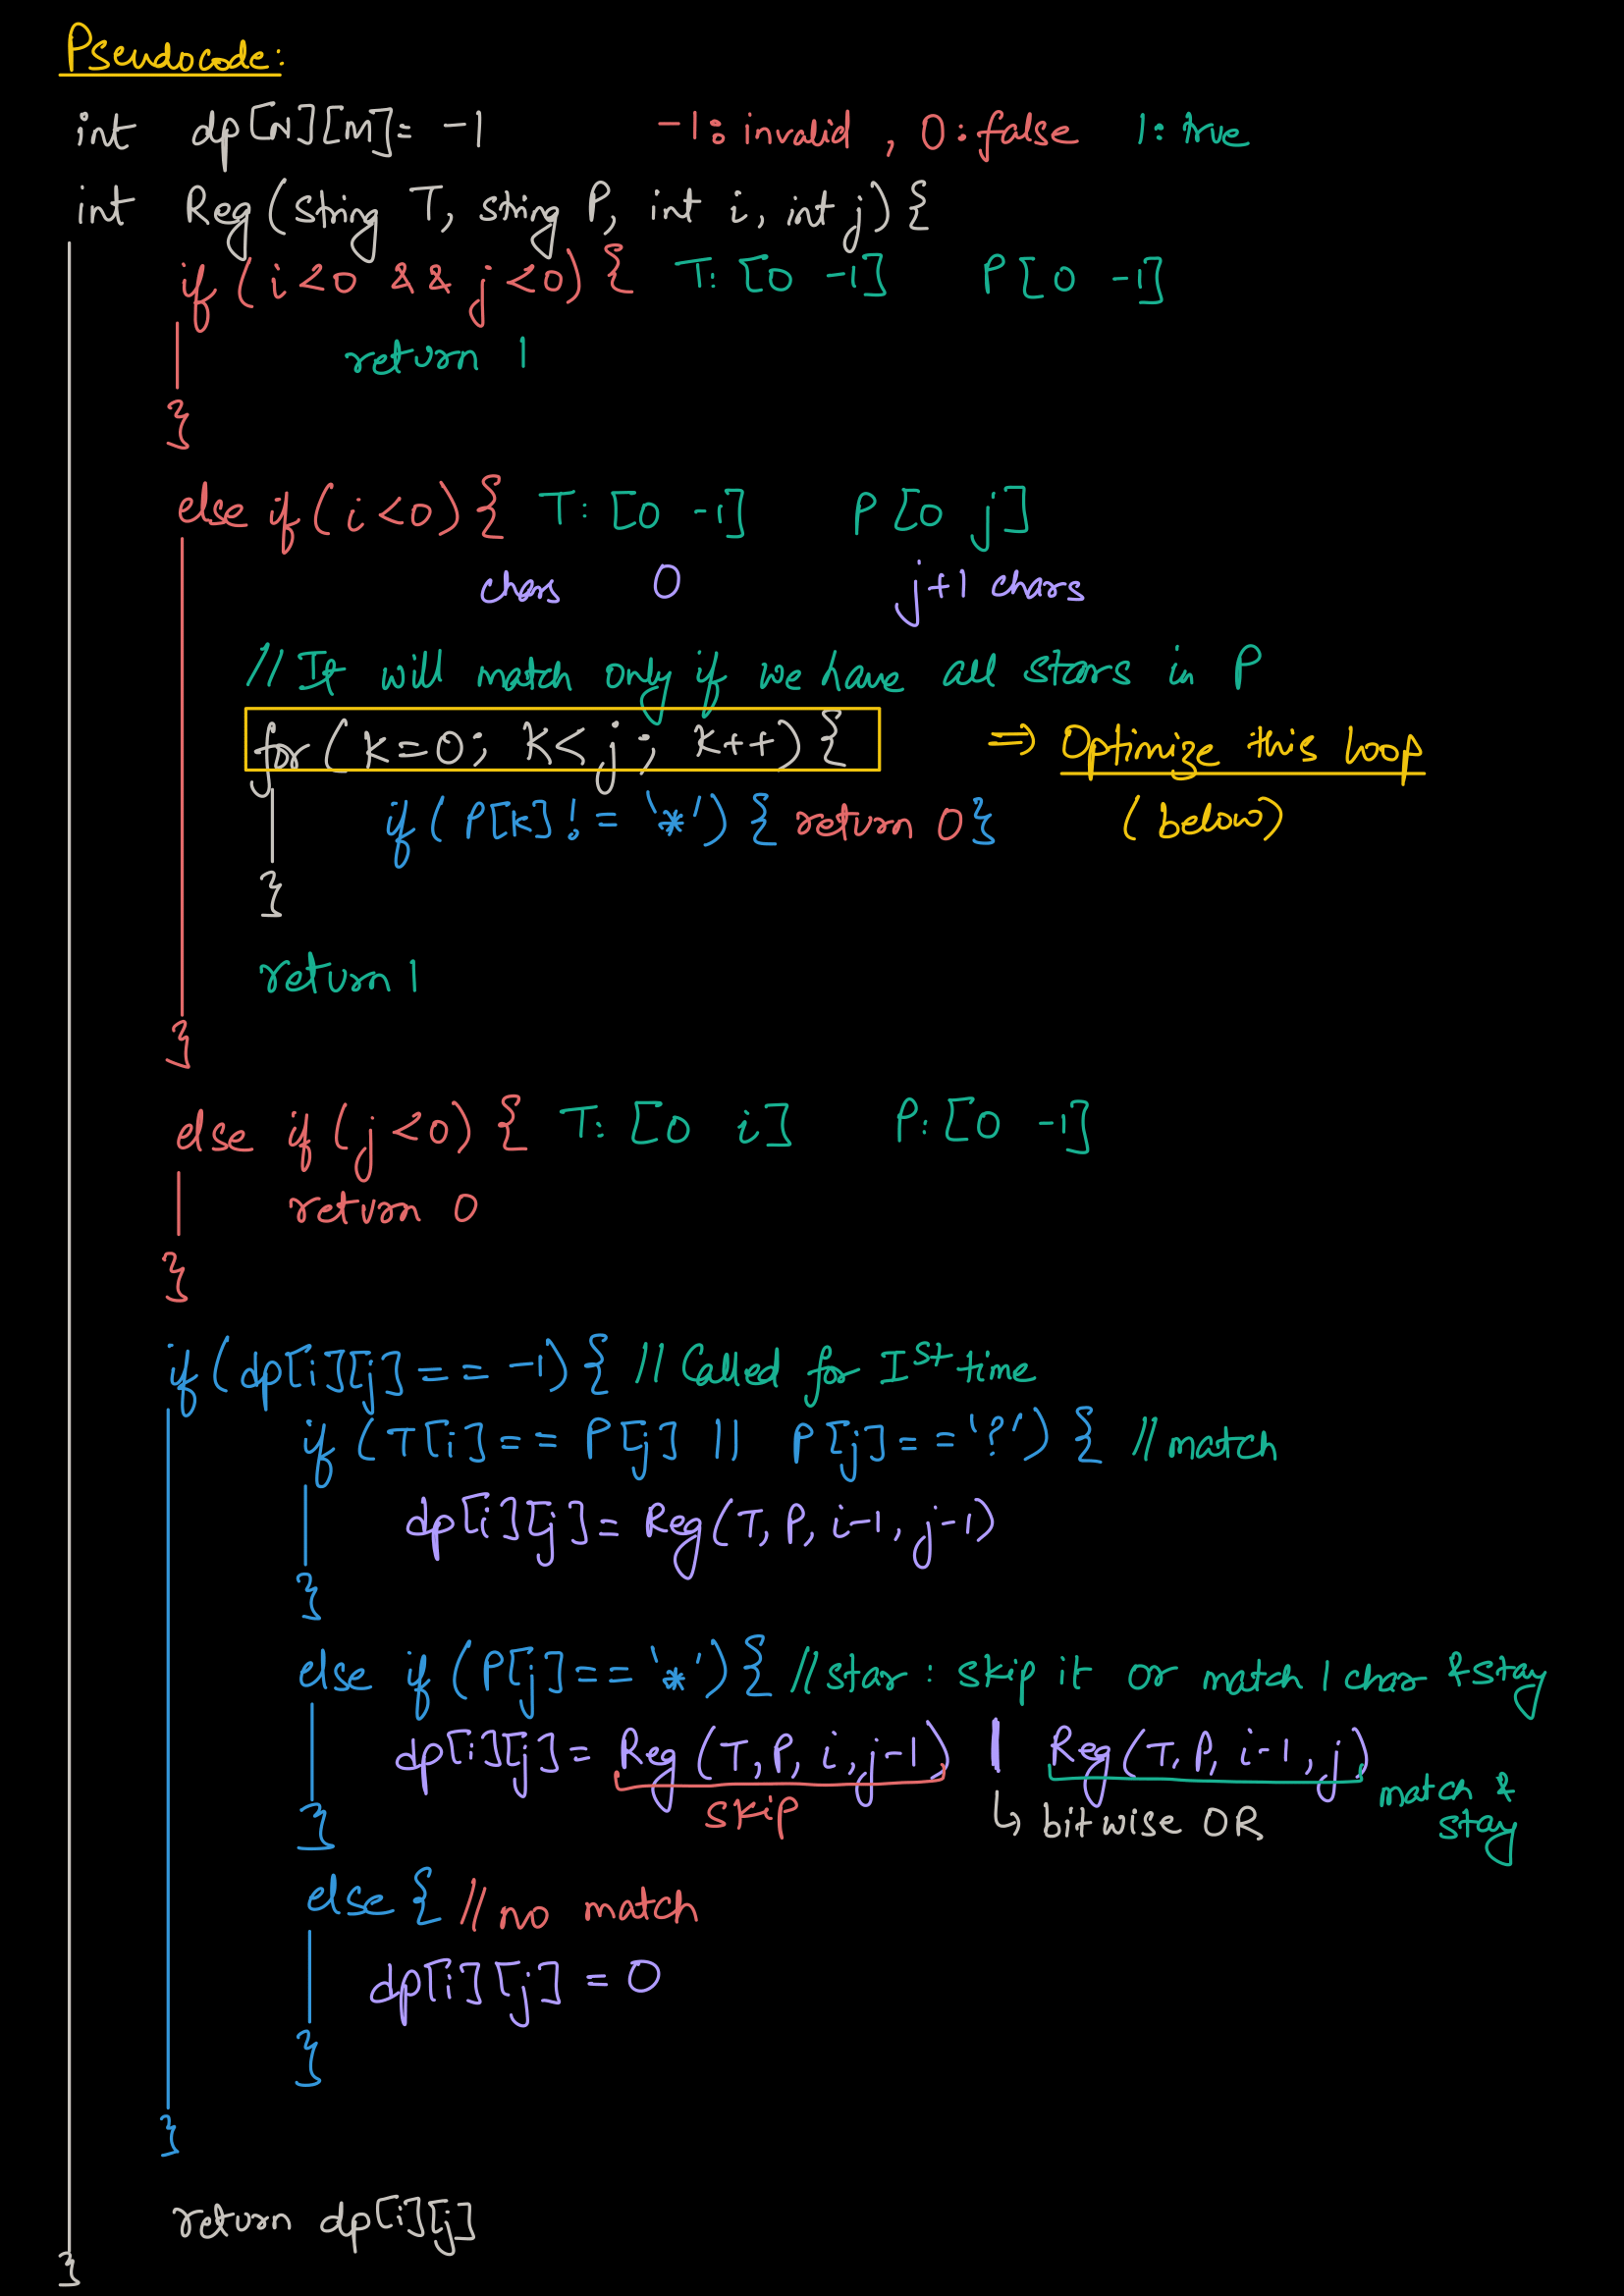 Pseudocode:
int dp[N][M]= -1 -1: invalid , 0: false 1: true
int Reg(string T, string P, int i, int j){
if (i<0 && j<0){ T: [0 -1] P[0 -1]
return 1
}
else if(i<0){ T: [0 -1] P[0 j]
chars 0 j+1 chars
// It will match only if we have all stars in P
for(k=0; k<j; k++){ => Optimize this loop
if(P[k]!='*'){ return 0} (below)
}
return 1
}
else if(j<0){ T: [0 i] P: [0 -1]
return 0
}
if(dp[i][j]== -1){ // Called for Ist time
if (T[i]== P[j] || P[j]=='?'){ // match
dp[i][j]= Reg(T, P, i-1, j-1)
}
else if (P[j]=='*'){ // star: skip it or match 1 char & stay
dp[i][j]= Reg(T,P,i,j-1) | Reg(T,P,i-1,j)
skip ↳ bitwise OR match & stay
}
else { // no match
dp[i][j] = 0
}
}
return dp[i][j]
}